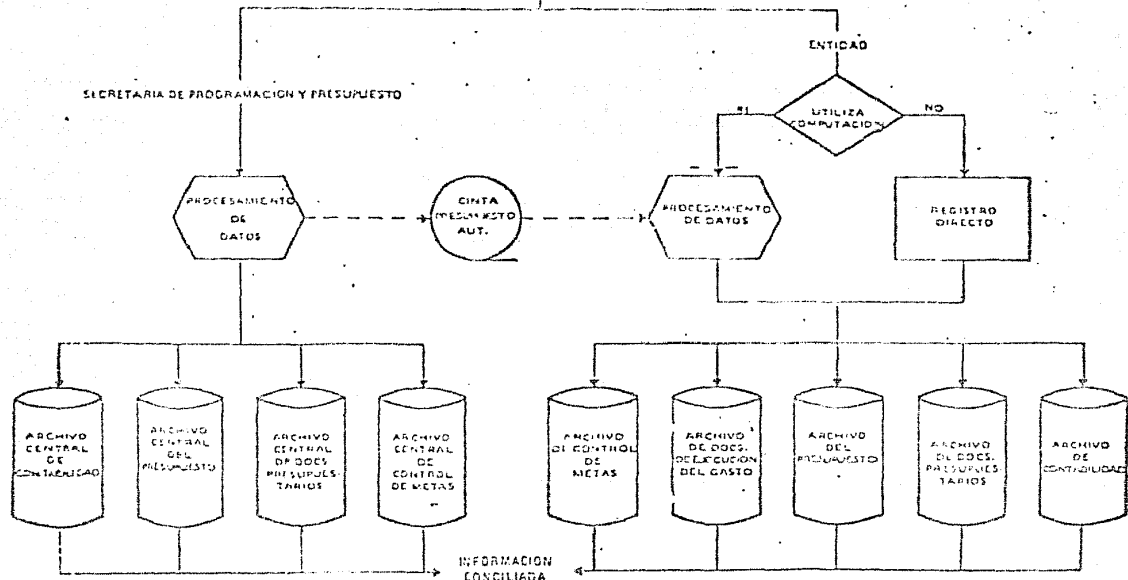 ENTIDAD
SECRETARIA DE PROGRAMACION Y PRESUPUESTO
UTILIZA
COMPUTACION
SI
NO
PROCESAMIENTO
DE
DATOS
CINTA
PRESUPUESTO
AUT.
PROCESAMIENTO
DE DATOS
REGISTRO
DIRECTO
ARCHIVO
CENTRAL
DE
CONTABILIDAD
ARCHIVO
CENTRAL
DEL
PRESUPUESTO
ARCHIVO
CENTRAL
DE DOCS.
PRESUPUES-
TARIOS
ARCHIVO
CENTRAL
DE
CONTROL
DE METAS
ARCHIVO
DE CONTROL
DE
METAS
ARCHIVO
DE DOCS.
DE EJECUCION
DEL GASTO
ARCHIVO
DEL
PRESUPUESTO
ARCHIVO
DE DOCS.
PRESUPUES-
TARIOS
ARCHIVO
DE
CONTABILIDAD
INFORMACION
CONCILIADA